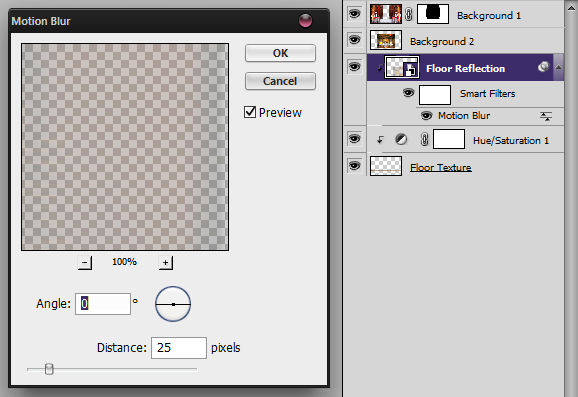 Motion Blur
OK
Cancel
Preview
− 100% +
Angle: 0 °
Distance: 25 pixels
Background 1
Background 2
Floor Reflection
Smart Filters
Motion Blur
Hue/Saturation 1
Floor Texture